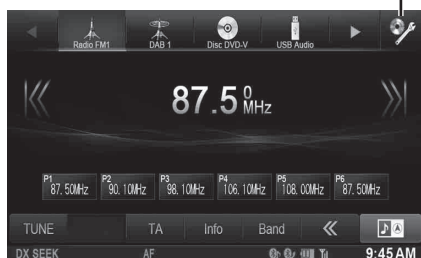 Radio FM1 DAB 1 Disc DVD-V USB Audio
87.50 MHz
P1 P2 P3 P4 P5 P6
87. 50MHz 90. 10MHz 98. 10MHz 106. 10MHz 108. 00MHz 87. 50MHz
TUNE TA Info Band
DX SEEK AF 9:45 AM